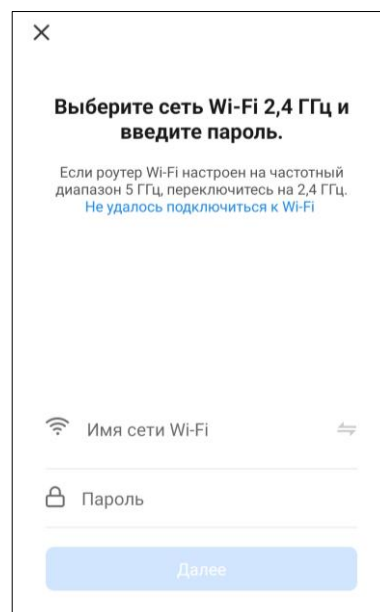 Выберите сеть Wi-Fi 2,4 ГГц и
введите пароль.
Если роутер Wi-Fi настроен на частотный
диапазон 5 ГГц, переключитесь на 2,4 ГГц.
Не удалось подключиться к Wi-Fi
Имя сети Wi-Fi
Пароль
Далее